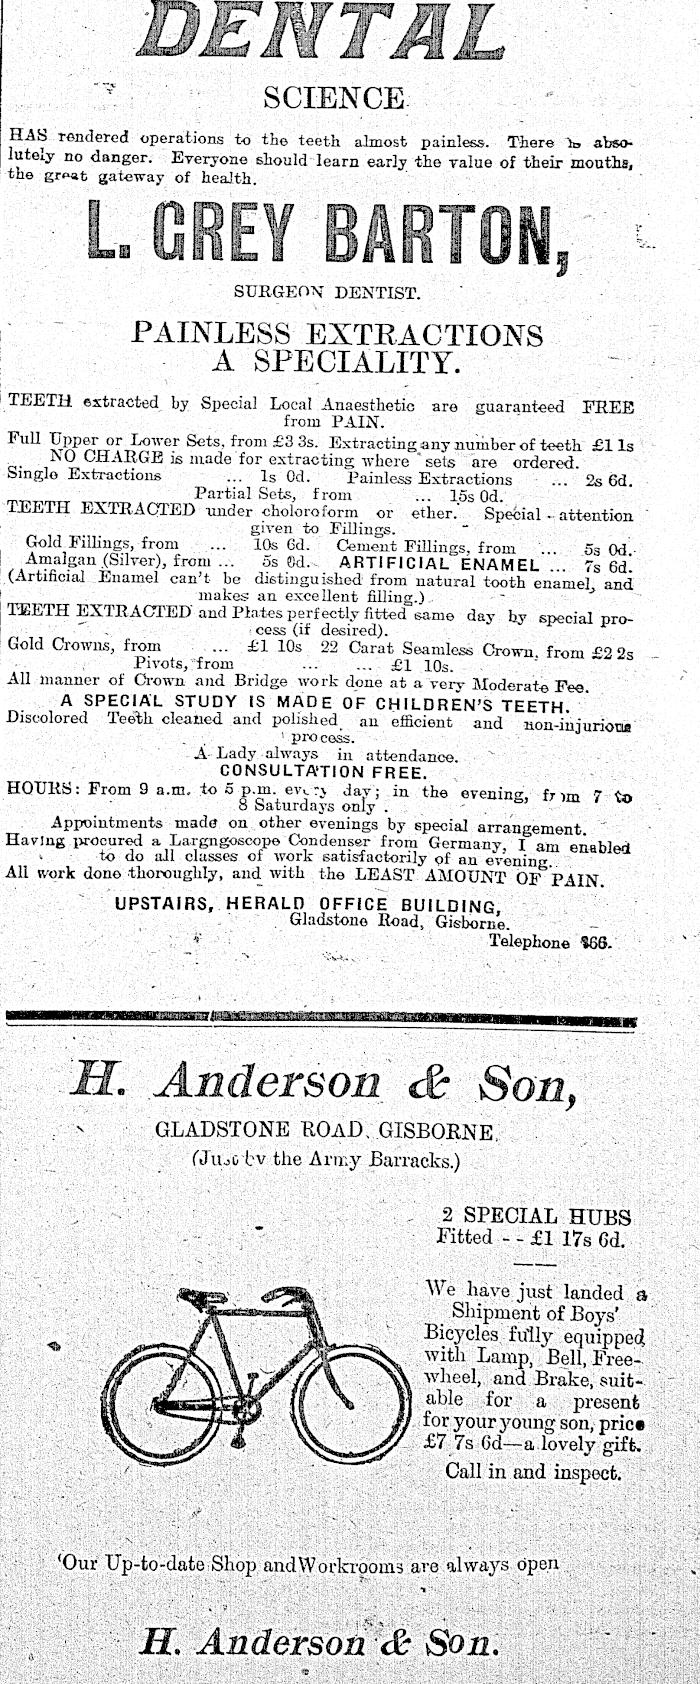 DENTAL
SCIENCE
HAS rendered operations to the teeth almost painless. There is abso-
lutely no danger. Everyone should learn early the value of their mouths,
the great gateway of health.
L. GREY BARTON,
SURGEON DENTIST.
PAINLESS EXTRACTIONS
A SPECIALITY.
TEETH extracted by Special Local Anaesthetic are guaranteed FREE
from PAIN.
Full Upper or Lower Sets, from £3 3s. Extracting any number of teeth £1 1s
NO CHARGE is made for extracting where sets are ordered.
Single Extractions ... 1s 0d. Painless Extractions ... 2s 6d.
Partial Sets, from ... 15s 0d.
TEETH EXTRACTED under choloroform or ether. Special attention
given to Fillings.
Gold Fillings, from ... 10s 6d. Cement Fillings, from ... 5s 0d.
Amalgan (Silver), from ... 5s 0d. ARTIFICIAL ENAMEL ... 7s 6d.
(Artificial Enamel can't be distinguished from natural tooth enamel, and
makes an excellent filling.)
TEETH EXTRACTED and Plates perfectly fitted same day by special pro-
cess (if desired).
Gold Crowns, from ... £1 10s 22 Carat Seamless Crown, from £2 2s
Pivots, from ... ... £1 10s.
All manner of Crown and Bridge work done at a very Moderate Fee.
A SPECIAL STUDY IS MADE OF CHILDREN'S TEETH.
Discolored Teeth cleaned and polished an efficient and non-injurious
process.
A Lady always in attendance.
CONSULTATION FREE.
HOURS: From 9 a.m. to 5 p.m. every day; in the evening, from 7 to
8 Saturdays only.
Appointments made on other evenings by special arrangement.
Having procured a Largngoscope Condenser from Germany, I am enabled
to do all classes of work satisfactorily of an evening.
All work done thoroughly, and with the LEAST AMOUNT OF PAIN.
UPSTAIRS, HERALD OFFICE BUILDING,
Gladstone Road, Gisborne.
Telephone
H. Anderson & Son,
GLADSTONE ROAD, GISBORNE.
(Just by the Army Barracks.)
2 SPECIAL HUBS
Fitted - - £1 17s 6d.
We have just landed a
Shipment of Boys'
Bicycles fully equipped
with Lamp, Bell, Free-
wheel, and Brake, suit-
able for a present
for your young son, price
£7 7s 6d—a lovely gift.
Call in and inspect.
Our Up-to-date Shop and Workrooms are always open
H. Anderson & Son.